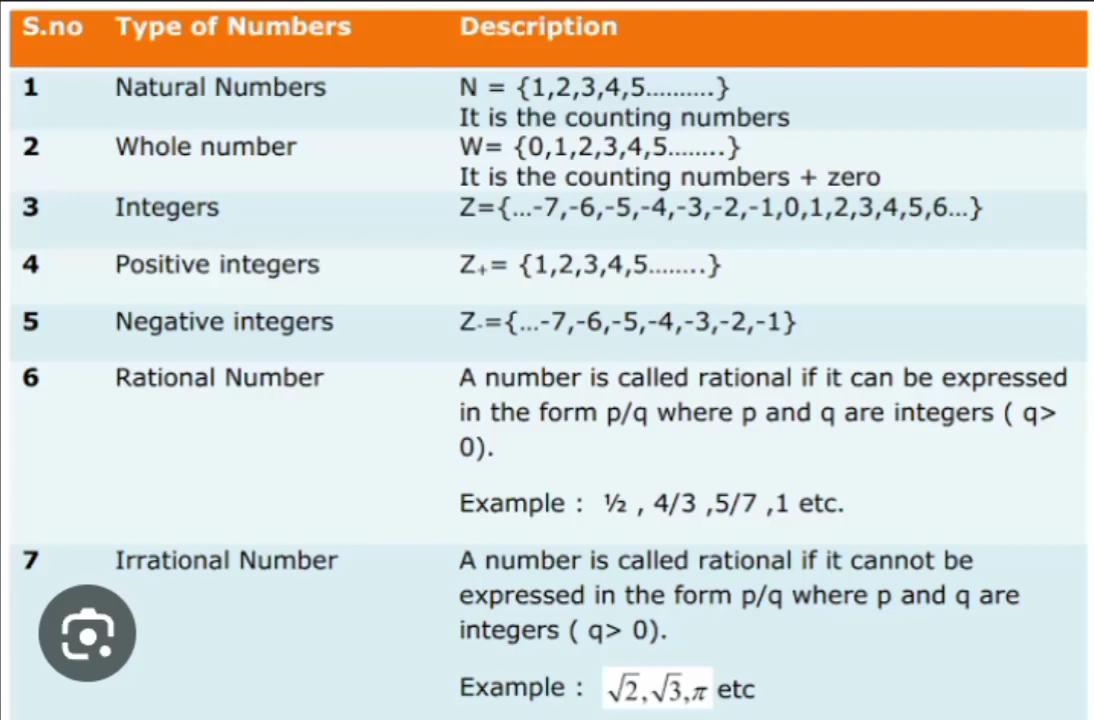 S.no Type of Numbers Description
1 Natural Numbers N = {1,2,3,4,5..........}
It is the counting numbers
2 Whole number W= {0,1,2,3,4,5........}
It is the counting numbers + zero
3 Integers Z={...-7,-6,-5,-4,-3,-2,-1,0,1,2,3,4,5,6...}
4 Positive integers Z₊= {1,2,3,4,5........}
5 Negative integers Z₋={...-7,-6,-5,-4,-3,-2,-1}
6 Rational Number A number is called rational if it can be expressed
in the form p/q where p and q are integers ( q>
0).
Example : ½ , 4/3 ,5/7 ,1 etc.
7 Irrational Number A number is called rational if it cannot be
expressed in the form p/q where p and q are
integers ( q> 0).
Example : √2,√3,π etc